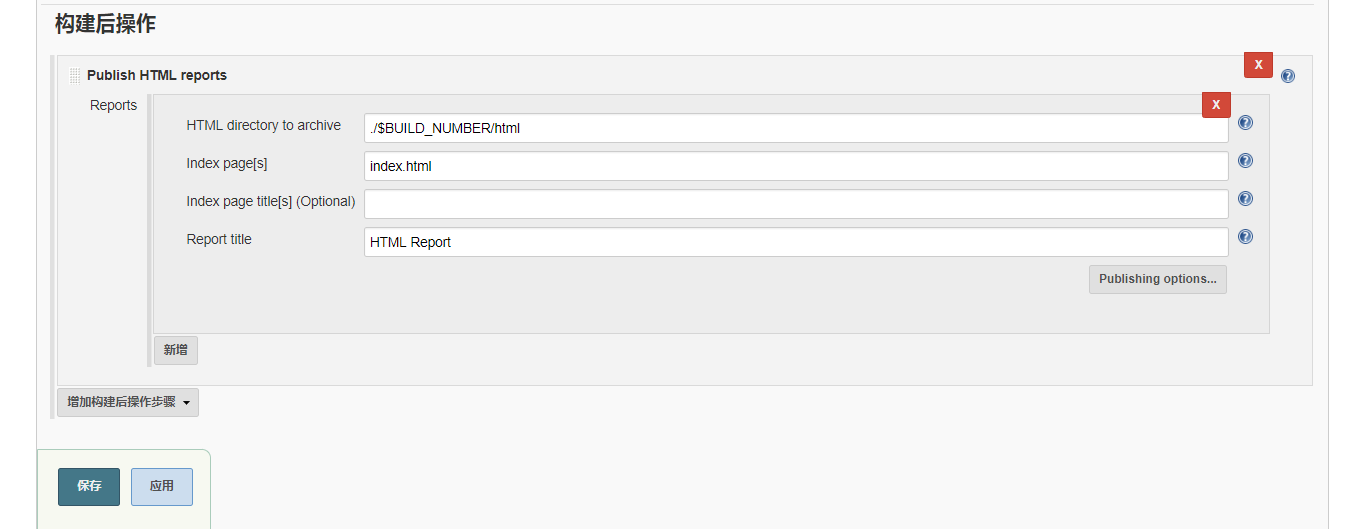 构建后操作
Publish HTML reports
X
Reports
X
HTML directory to archive
./$BUILD_NUMBER/html
Index page[s]
index.html
Index page title[s] (Optional)
Report title
HTML Report
Publishing options...
新增
增加构建后操作步骤
保存
应用